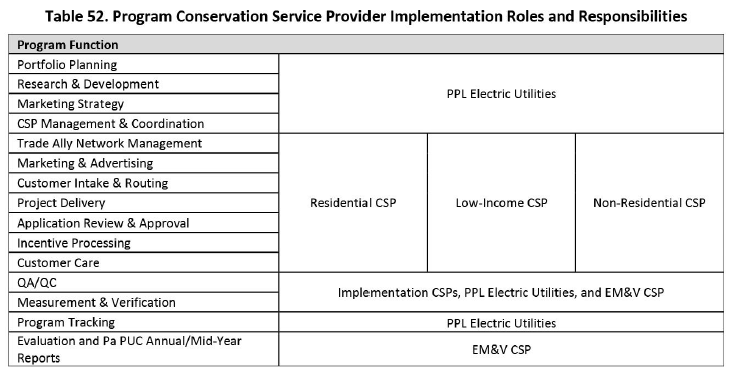 Table 52. Program Conservation Service Provider Implementation Roles and Responsibilities
Program Function
Portfolio Planning
Research & Development
Marketing Strategy
CSP Management & Coordination
PPL Electric Utilities
Trade Ally Network Management
Marketing & Advertising
Customer Intake & Routing
Project Delivery
Application Review & Approval
Incentive Processing
Customer Care
Residential CSP
Low-Income CSP
Non-Residential CSP
QA/QC
Measurement & Verification
Implementation CSPs, PPL Electric Utilities, and EM&V CSP
Program Tracking
PPL Electric Utilities
Evaluation and Pa PUC Annual/Mid-Year
Reports
EM&V CSP